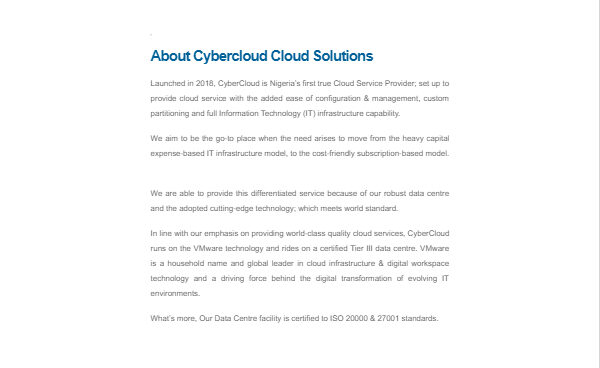 About Cybercloud Cloud Solutions
Launched in 2018, CyberCloud is Nigeria's first true Cloud Service Provider; set up to
provide cloud service with the added ease of configuration & management, custom
partitioning and full Information Technology (IT) infrastructure capability.
We aim to be the go-to place when the need arises to move from the heavy capital
expense-based IT infrastructure model, to the cost-friendly subscription-based model.
We are able to provide this differentiated service because of our robust data centre
and the adopted cutting-edge technology; which meets world standard.
In line with our emphasis on providing world-class quality cloud services, CyberCloud
runs on the VMware technology and rides on a certified Tier III data centre. VMware
is a household name and global leader in cloud infrastructure & digital workspace
technology and a driving force behind the digital transformation of evolving IT
environments.
What's more, Our Data Centre facility is certified to ISO 20000 & 27001 standards.